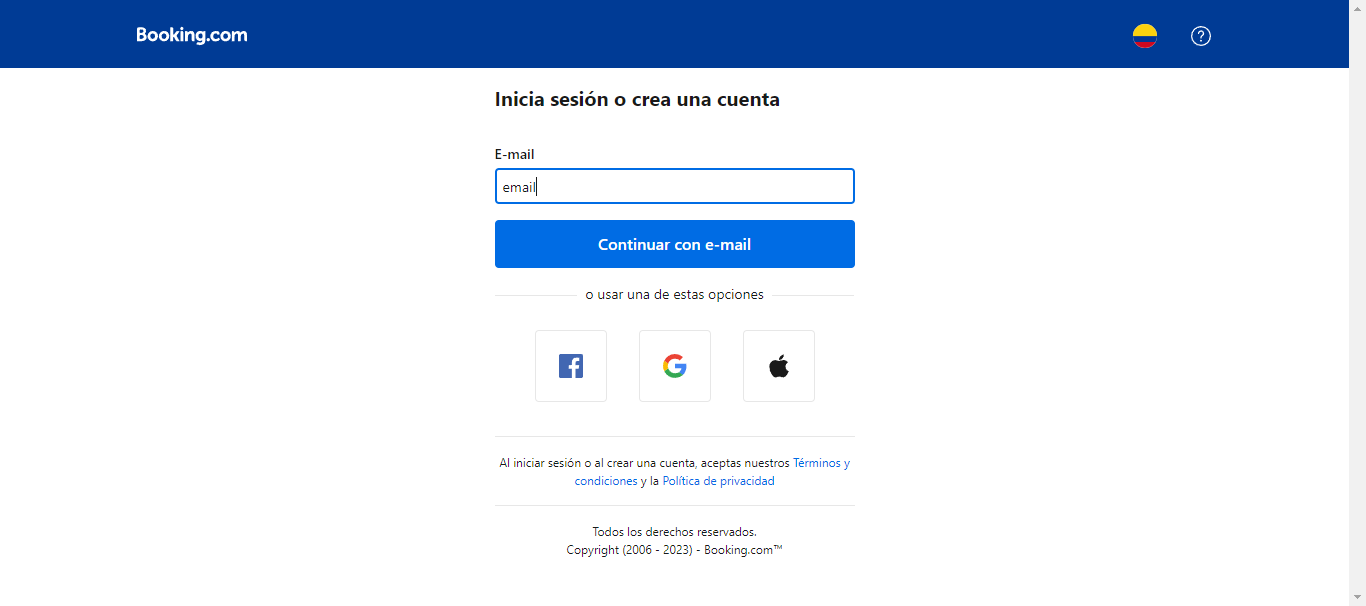 Booking.com
Inicia sesión o crea una cuenta
E-mail
email
Continuar con e-mail
o usar una de estas opciones
Al iniciar sesión o al crear una cuenta, aceptas nuestros Términos y
condiciones y la Política de privacidad
Todos los derechos reservados.
Copyright (2006 - 2023) - Booking.com™